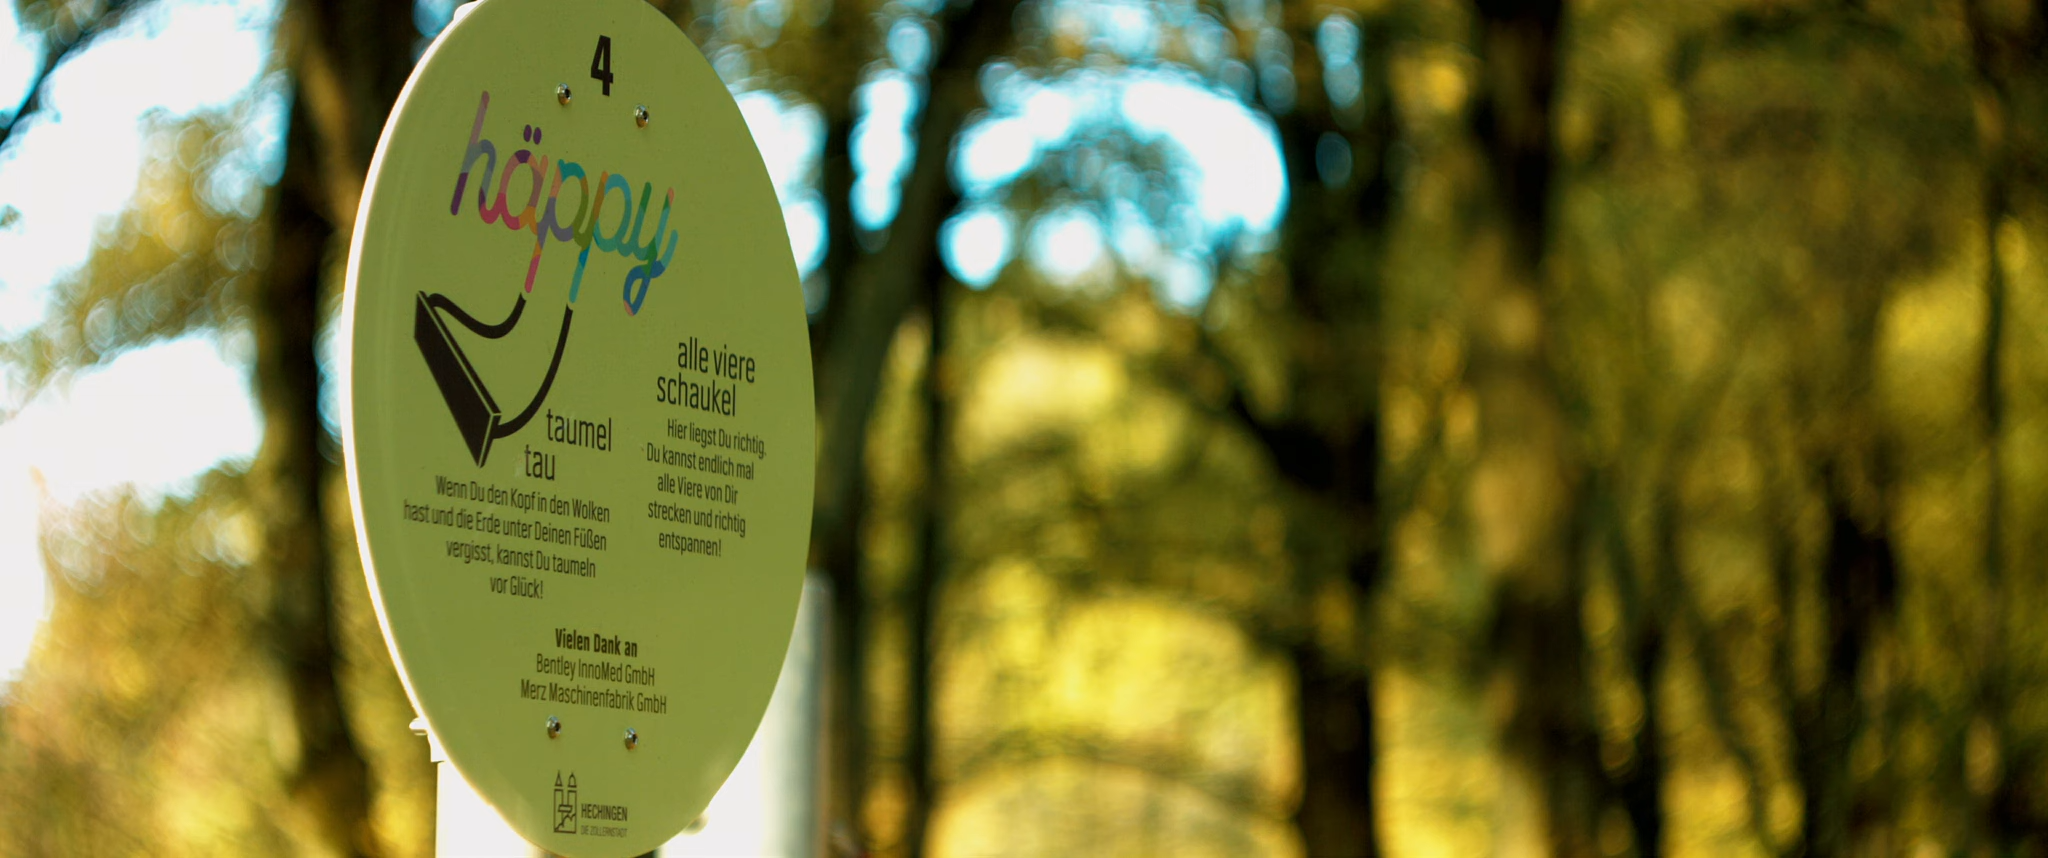 4
häppy
taumel
tau
Wenn Du den Kopf in den Wolken
hast und die Erde unter Deinen Füßen
vergisst, kannst Du taumeln
vor Glück!
alle viere
schaukel
Hier liegst Du richtig.
Du kannst endlich mal
alle Viere von Dir
strecken und richtig
entspannen!
Vielen Dank an
Bentley InnoMed GmbH
Merz Maschinenfabrik GmbH
HECHINGEN
DIE ZOLLERNSTADT